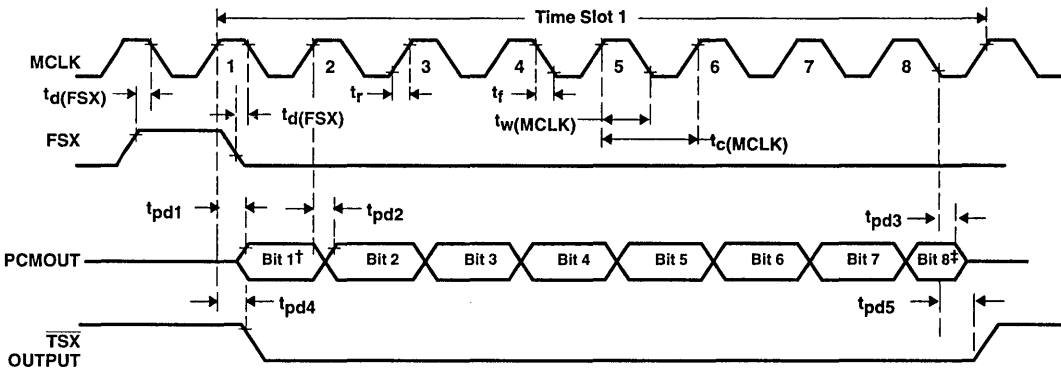 Time Slot 1
MCLK
1 2 3 4 5 6 7 8
td(FSX)
tr
tf
td(FSX)
tw(MCLK)
tc(MCLK)
FSX
tpd1
tpd2
tpd3
PCMOUT
Bit 1† Bit 2 Bit 3 Bit 4 Bit 5 Bit 6 Bit 7 Bit 8‡
tpd4
tpd5
TSX
OUTPUT